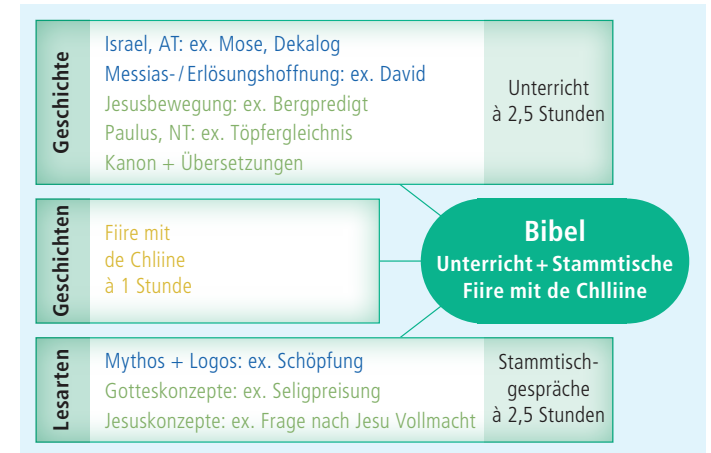 Geschichte
Israel, AT: ex. Mose, Dekalog
Messias-/Erlösungshoffnung: ex. David
Jesusbewegung: ex. Bergpredigt
Paulus, NT: ex. Töpfergleichnis
Kanon + Übersetzungen
Unterricht
à 2,5 Stunden
Geschichten
Fiire mit
de Chliine
à 1 Stunde
Bibel
Unterricht + Stammtische
Fiire mit de Chlliine
Lesarten
Mythos + Logos: ex. Schöpfung
Gotteskonzepte: ex. Seligpreisung
Jesuskonzepte: ex. Frage nach Jesu Vollmacht
Stammtisch-
gespräche
à 2,5 Stunden